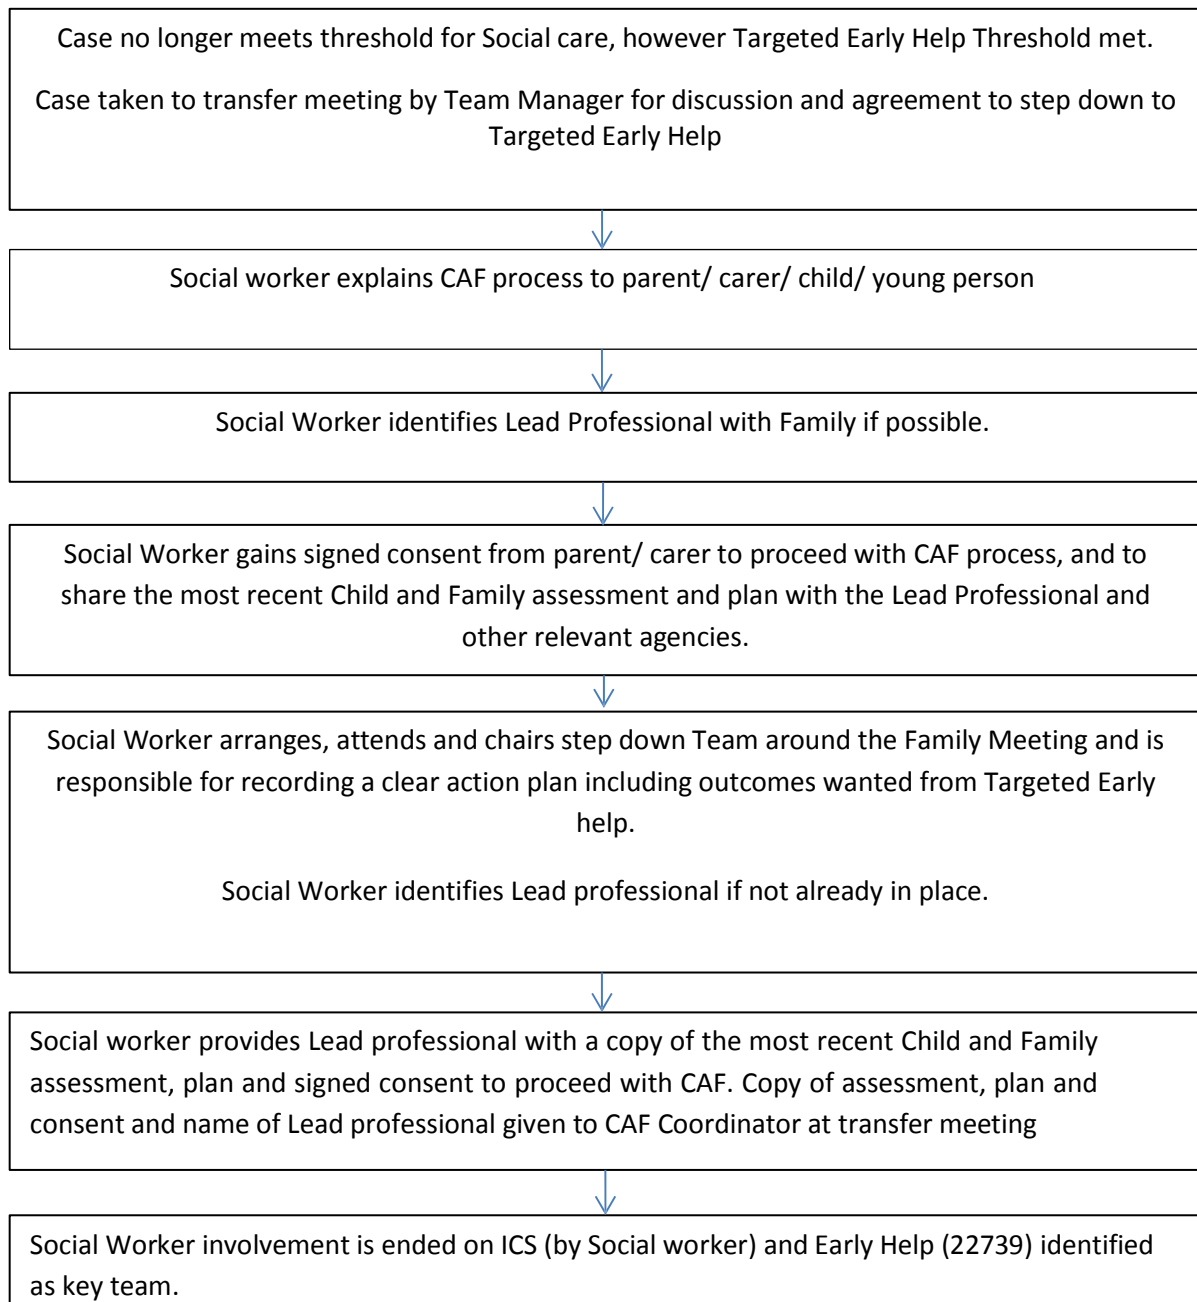 Case no longer meets threshold for Social care, however Targeted Early Help Threshold met.
Case taken to transfer meeting by Team Manager for discussion and agreement to step down to
Targeted Early Help
Social worker explains CAF process to parent/ carer/ child/ young person
Social Worker identifies Lead Professional with Family if possible.
Social Worker gains signed consent from parent/ carer to proceed with CAF process, and to
share the most recent Child and Family assessment and plan with the Lead Professional and
other relevant agencies.
Social Worker arranges, attends and chairs step down Team around the Family Meeting and is
responsible for recording a clear action plan including outcomes wanted from Targeted Early
help.
Social Worker identifies Lead professional if not already in place.
Social worker provides Lead professional with a copy of the most recent Child and Family
assessment, plan and signed consent to proceed with CAF. Copy of assessment, plan and
consent and name of Lead professional given to CAF Coordinator at transfer meeting
Social Worker involvement is ended on ICS (by Social worker) and Early Help (22739) identified
as key team.